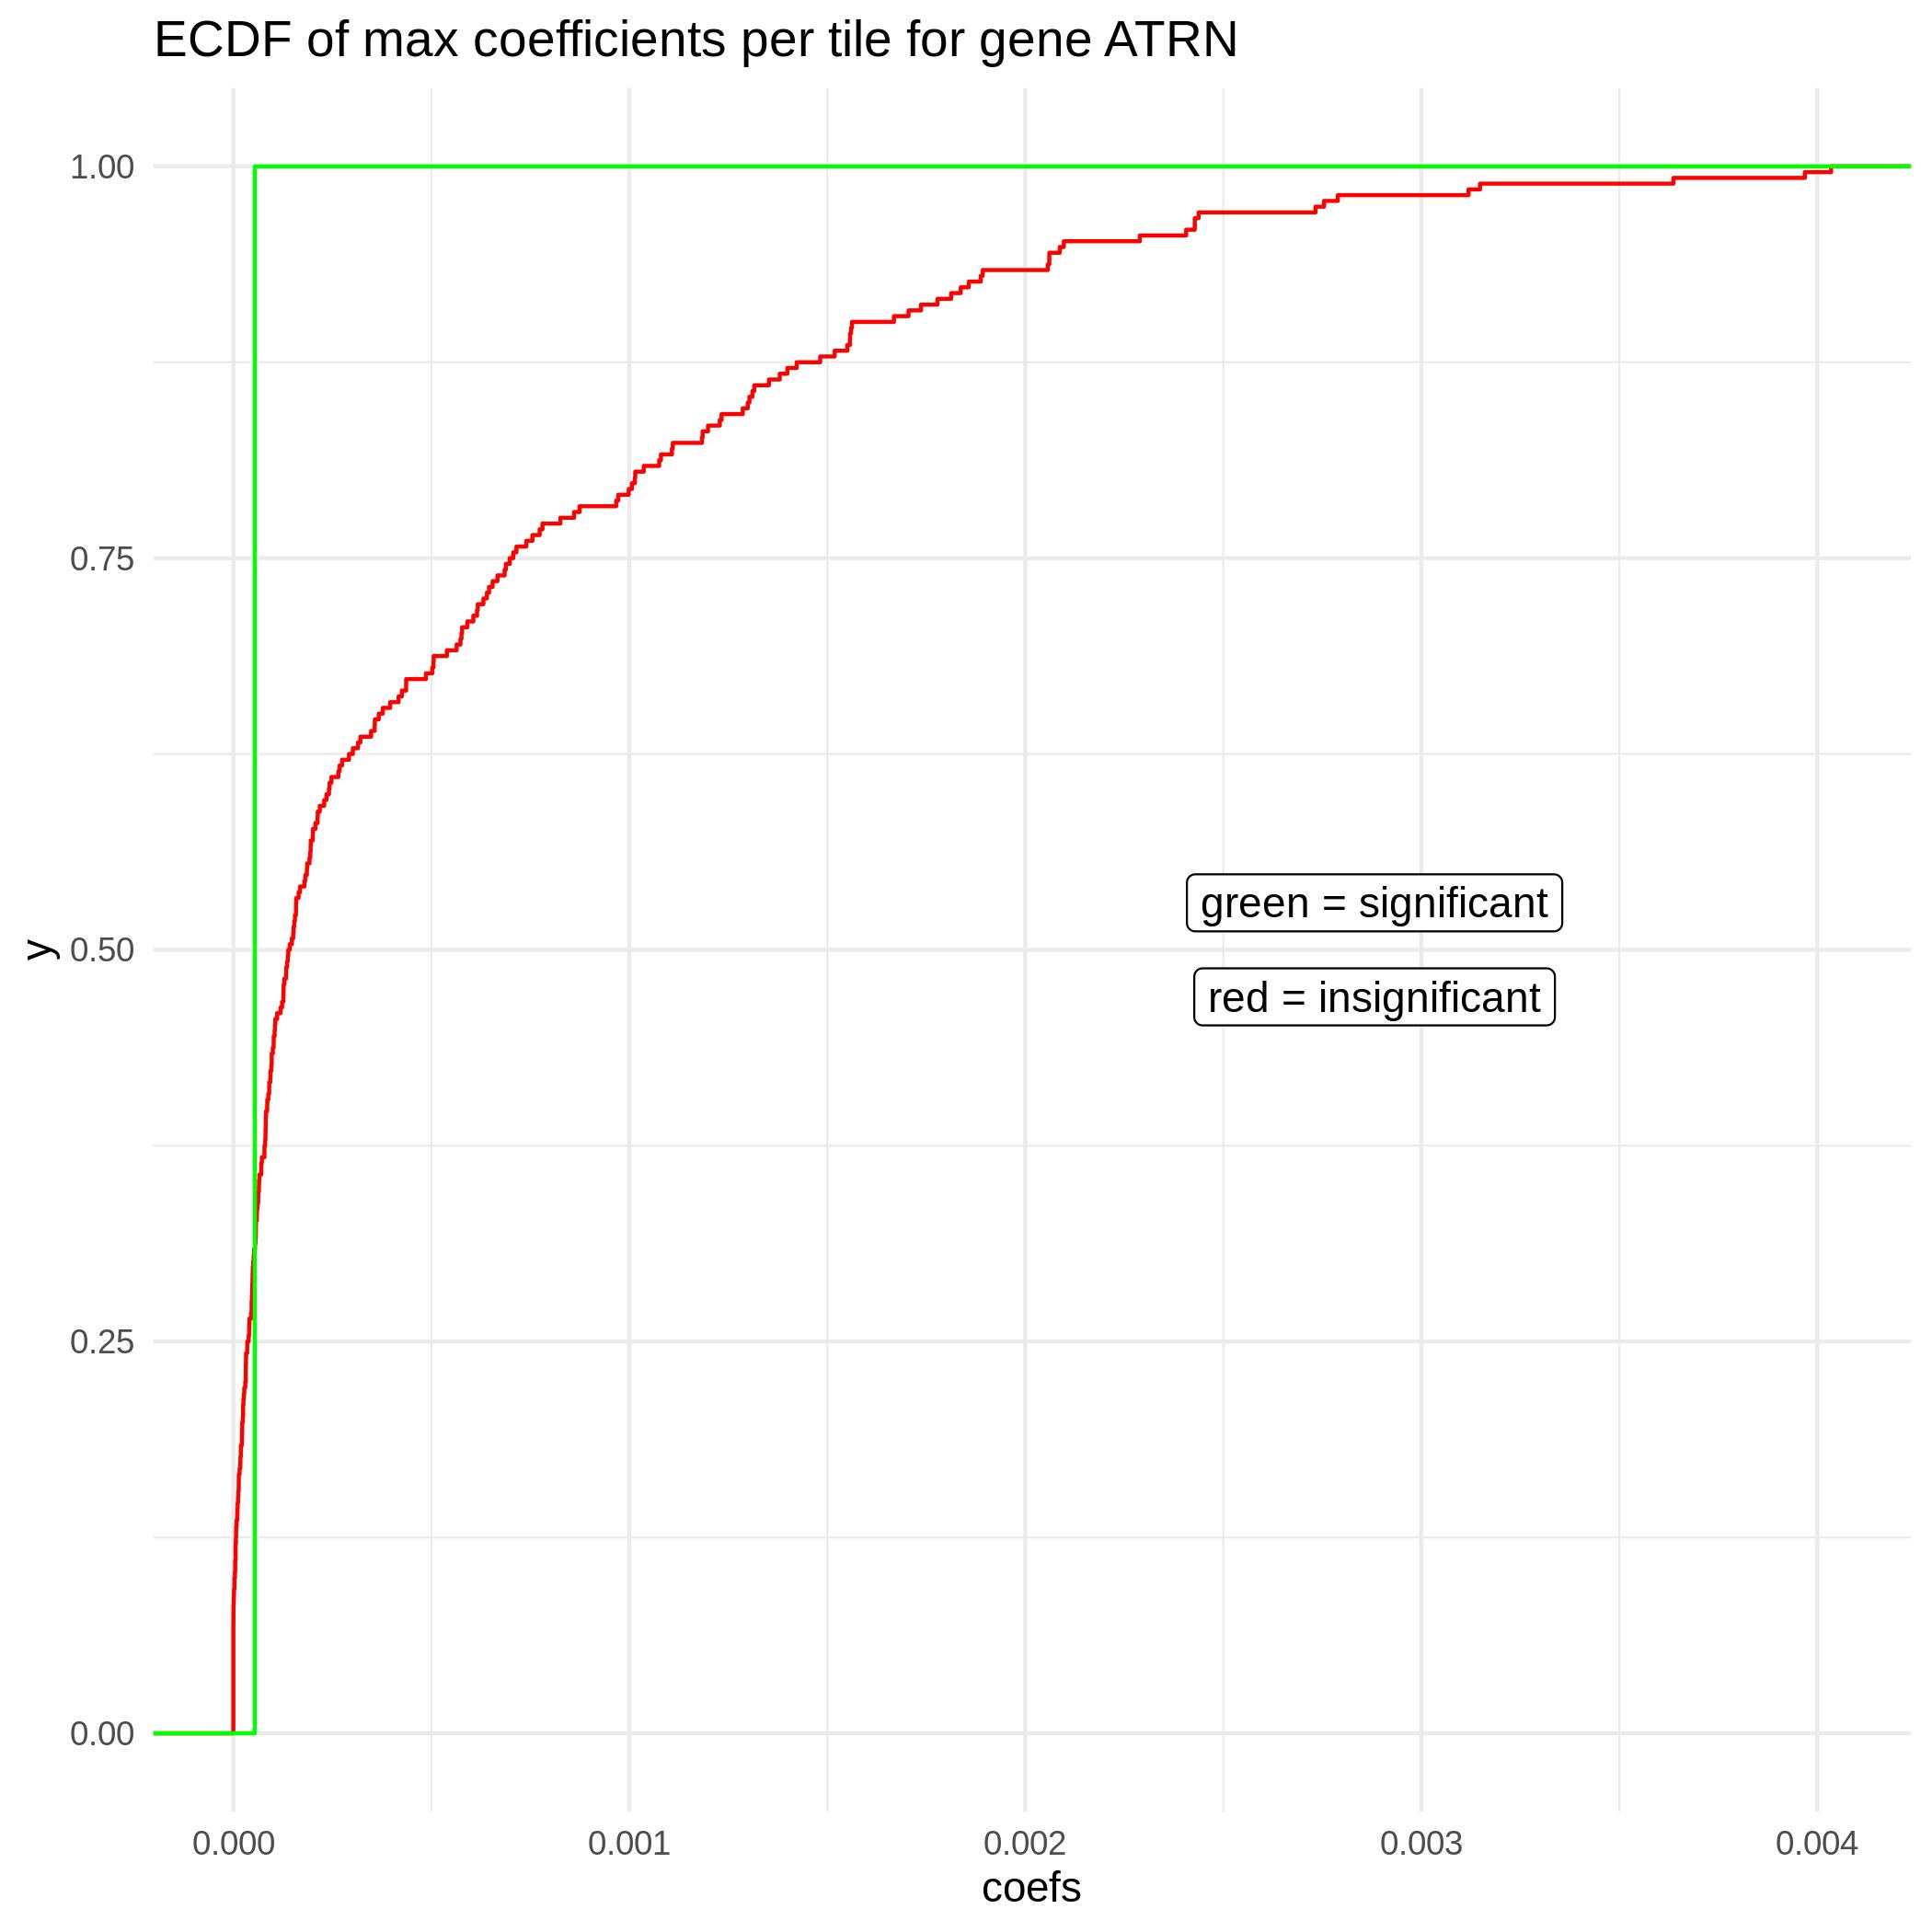 ECDF of max coefficients per tile for gene ATRN
1.00
0.75
0.50
0.25
0.00
y
green = significant
red = insignificant
0.000 0.001 0.002 0.003 0.004
coefs